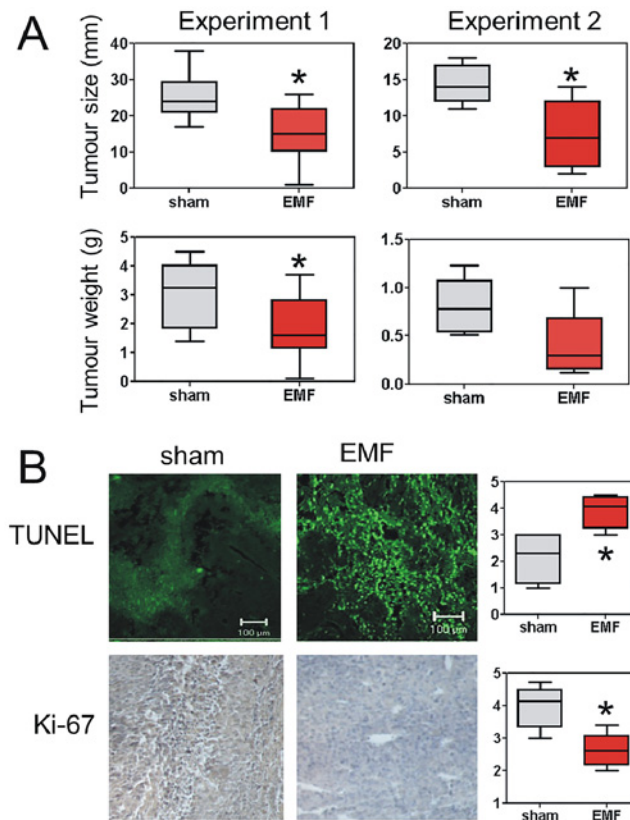 A
Experiment 1
Experiment 2
Tumour size (mm)
40
30
20
10
0
*
sham
EMF
20
15
10
5
0
*
sham
EMF
Tumour weight (g)
5
4
3
2
1
0
*
sham
EMF
1.5
1.0
0.5
0.0
sham
EMF
B
sham
EMF
TUNEL
100 µm
100 µm
5
4
3
2
1
0
*
sham
EMF
Ki-67
5
4
3
2
1
*
sham
EMF